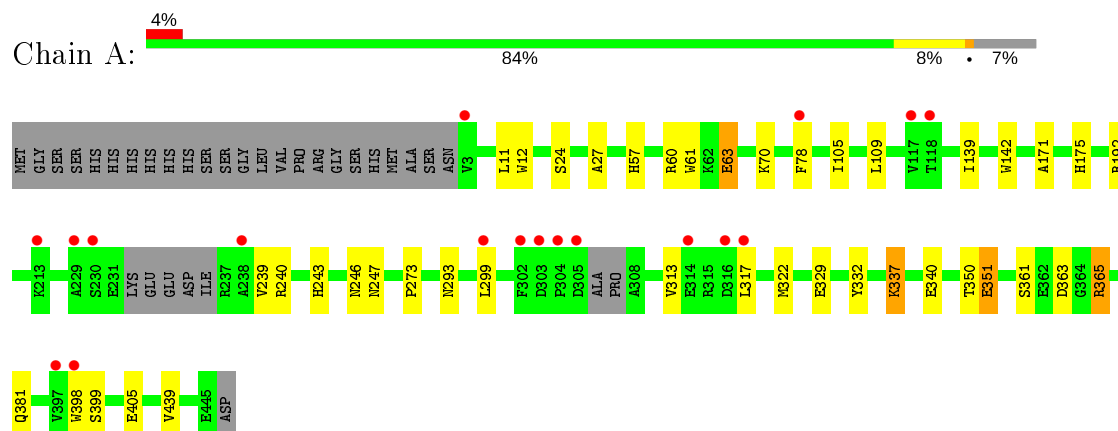 4%
Chain A:
84% 8% • 7%
MET GLY SER SER HIS HIS HIS HIS HIS HIS SER SER GLY LEU VAL PRO ARG GLY SER HIS MET ALA SER ASN V3 L11 W12 S24 A27 H57 R60 W61 K62 E63 K70 F78 I105 L109 V117 T118 I139 W142 A171 H175 R192
K213 A229 S230 E231 LYS GLU GLU ASP ILE R237 A238 V239 R240 H243 N246 N247 P273 N293 L299 F302 D303 P304 D305 ALA PRO A308 V313 E314 R315 D316 L317 M322 E329 Y332 K337 E340 T350 E351 S361 E362 D363 G364 R365
Q381 V397 W398 S399 E405 V439 E445 ASP